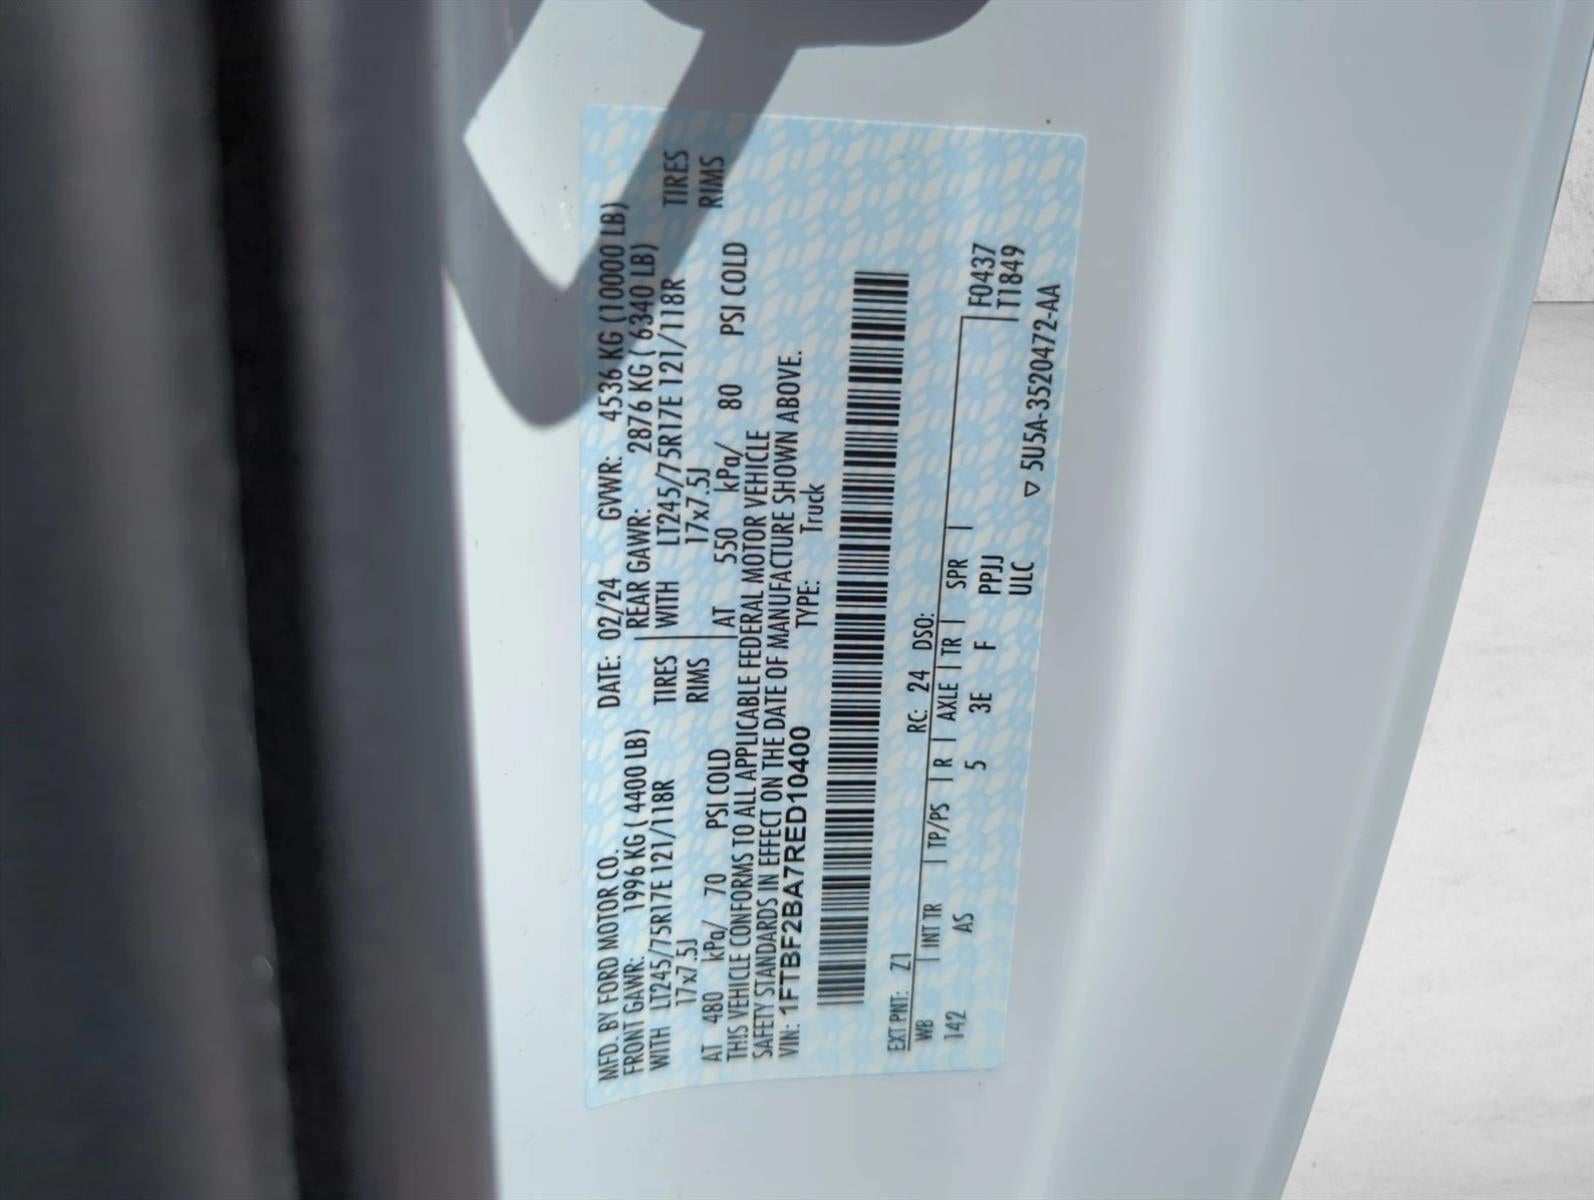 MFD. BY FORD MOTOR CO. DATE: 02/24 GVWR: 4536 KG (10000 LB)
FRONT GAWR: 1996 KG ( 4400 LB) REAR GAWR: 2876 KG ( 6340 LB)
WITH LT245/75R17E 121/118R TIRES WITH LT245/75R17E 121/118R TIRES
17x7.5J RIMS 17x7.5J RIMS
AT 480 kPa/ 70 PSI COLD AT 550 kPa/ 80 PSI COLD
THIS VEHICLE CONFORMS TO ALL APPLICABLE FEDERAL MOTOR VEHICLE
SAFETY STANDARDS IN EFFECT ON THE DATE OF MANUFACTURE SHOWN ABOVE.
VIN: 1FTBF2BA7RED10400 TYPE: Truck
EXT PNT: Z1 RC: 24 DSO:
WB INT TR TP/PS R AXLE TR SPR F0437
142 AS 5 3E F PPJJ T1849
ULC
▽ 5U5A-3520472-AA